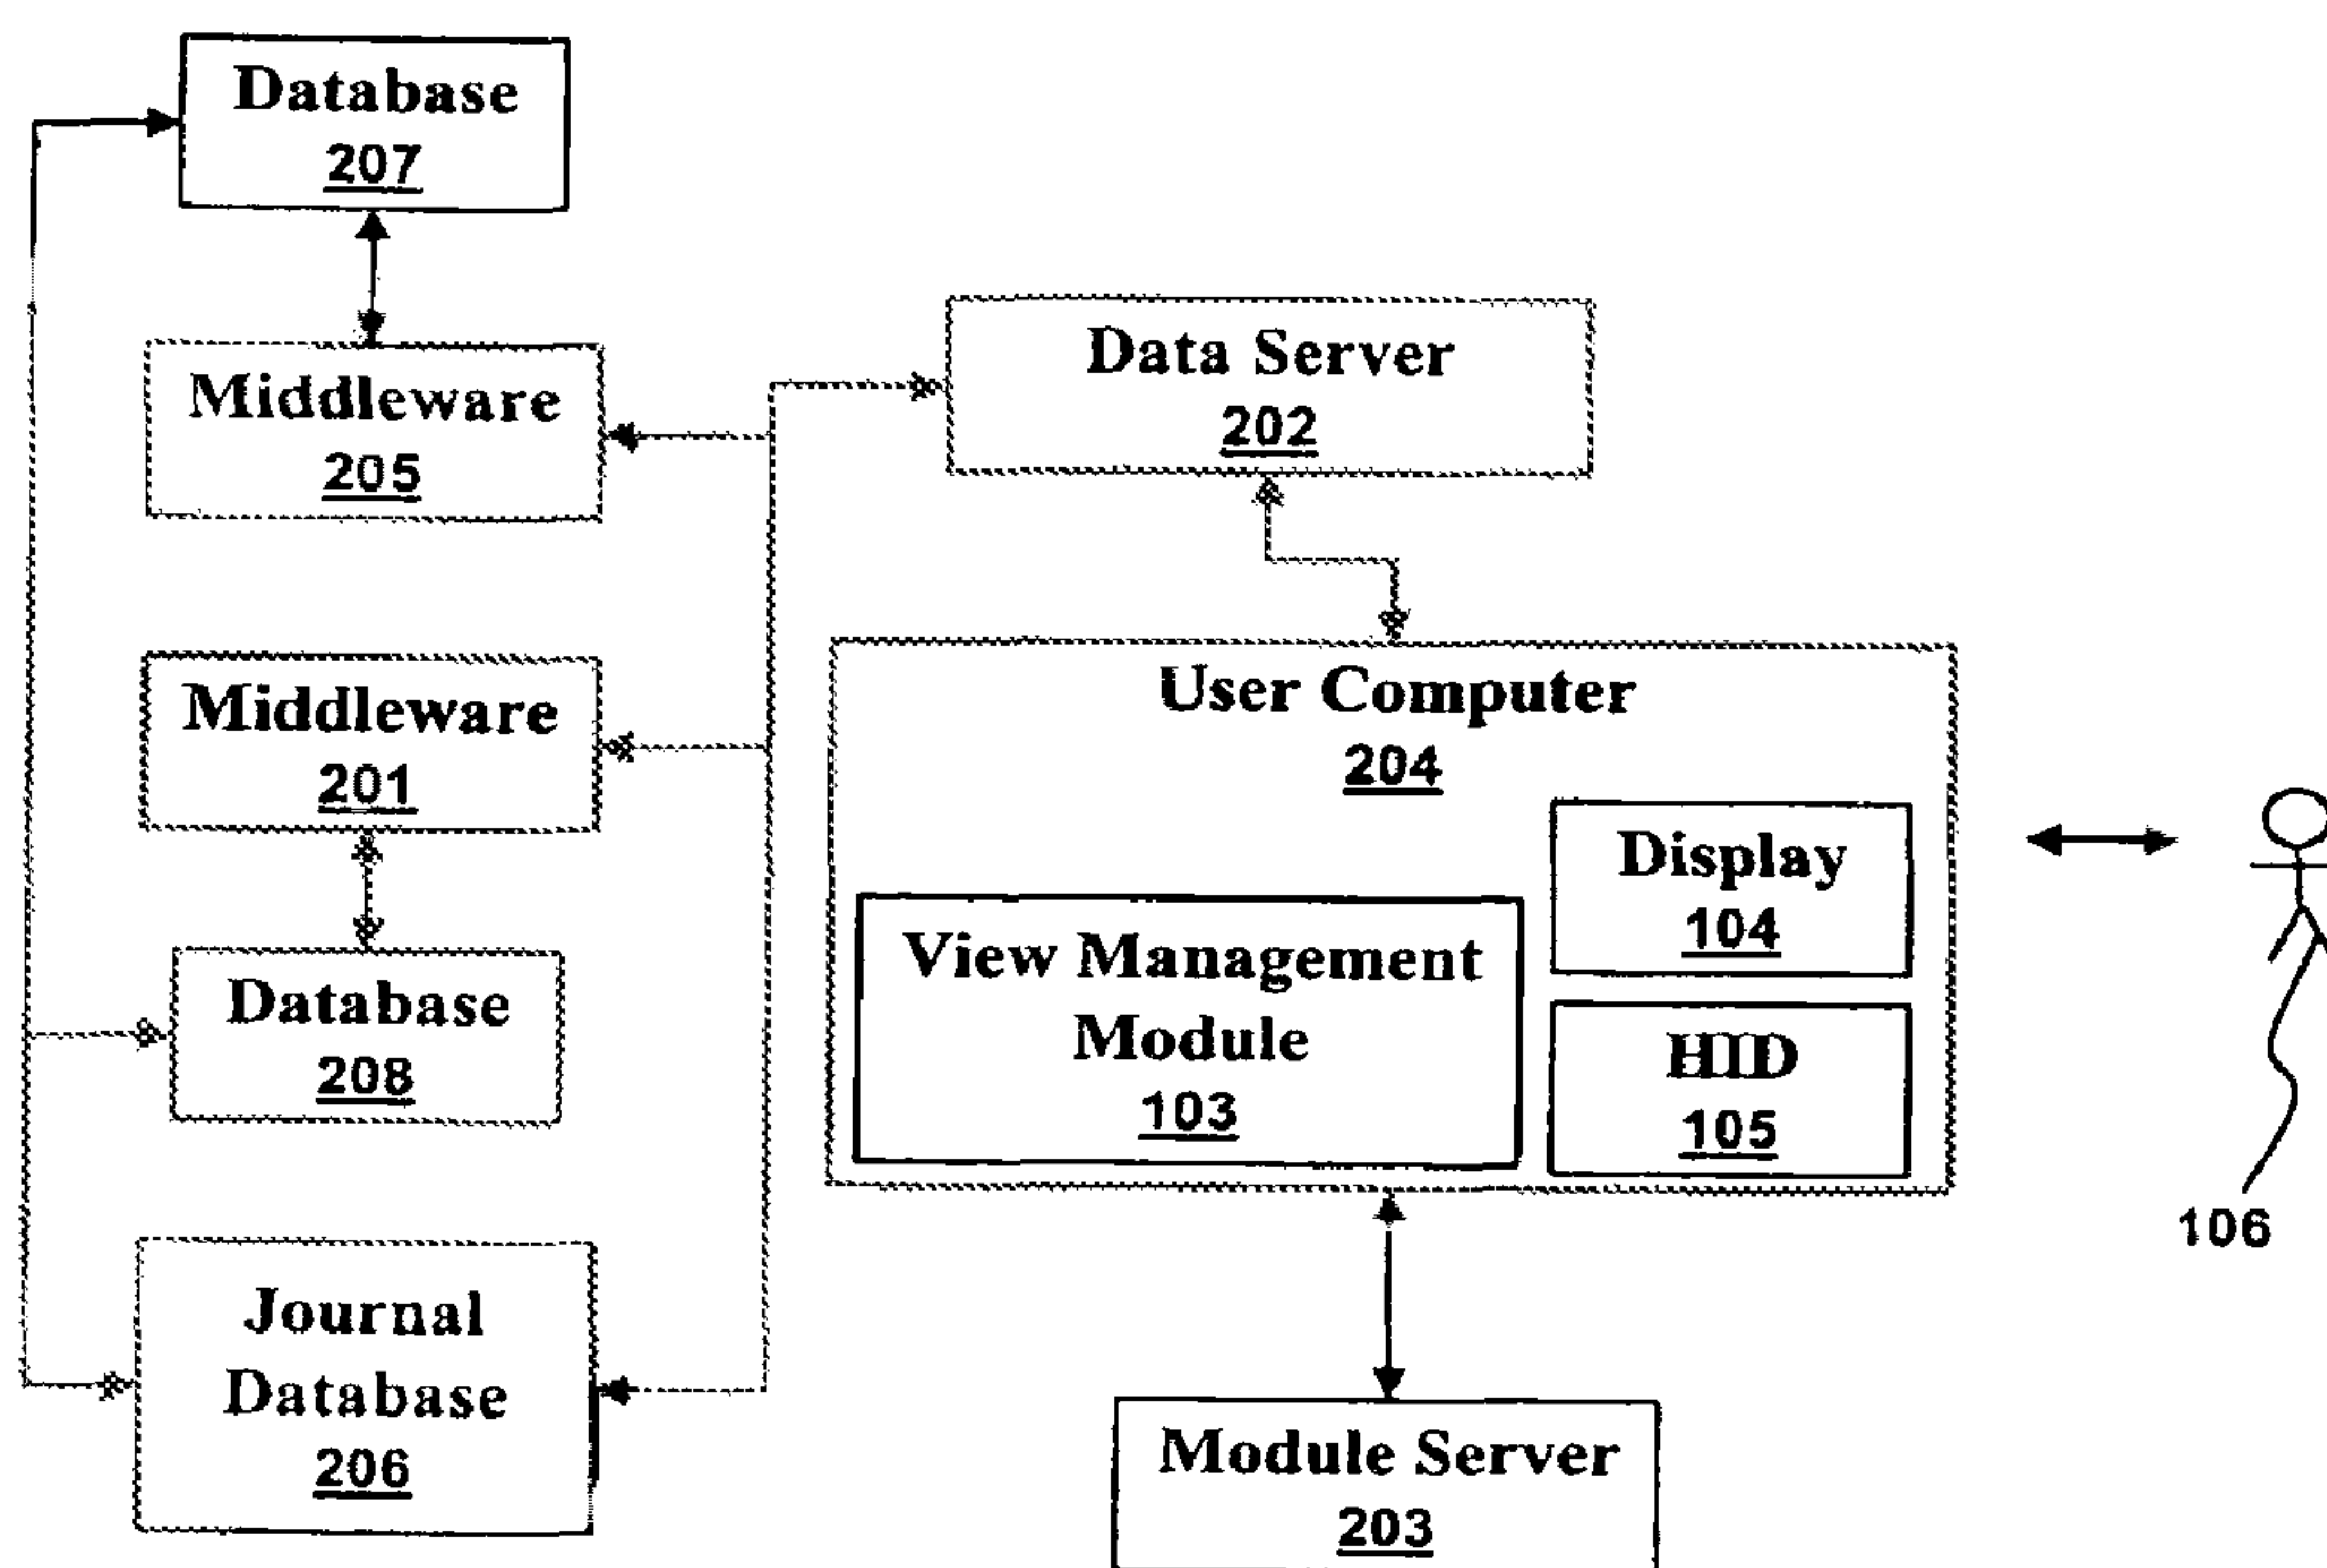 Database
207
Middleware
205
Middleware
201
Database
208
Journal
Database
206
Data Server
202
User Computer
204
Display
104
View Management
Module
103
HID
105
Module Server
203
106